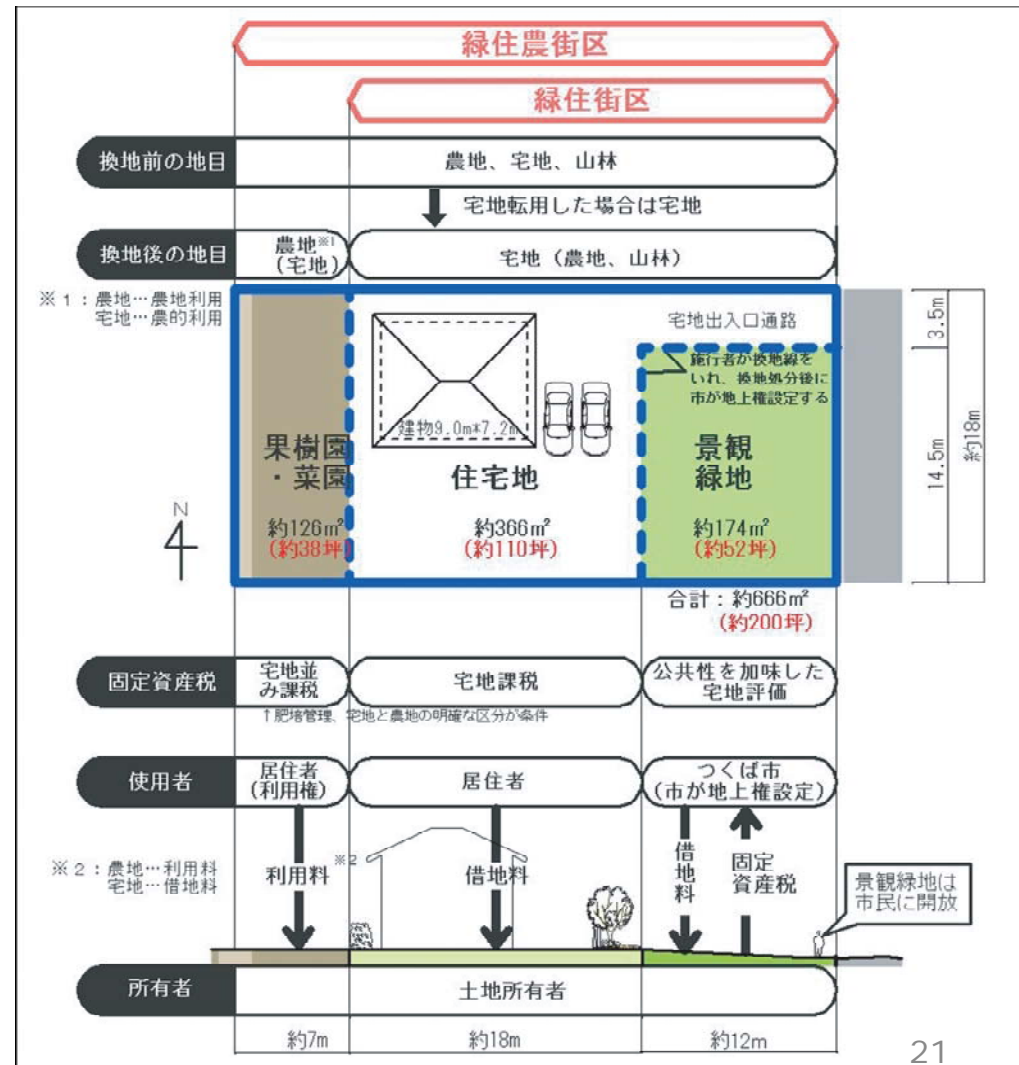 緑住農街区
緑住街区
換地前の地目
農地、宅地、山林
宅地転用した場合は宅地
換地後の地目
農地※1
(宅地)
宅地（農地、山林）
※1：農地…農地利用
宅地…農的利用
宅地出入口通路
施行者が換地線を
いれ、換地処分後に
市が地上権設定する
3.5m
14.5m
約18m
建物9.0m*7.2m
果樹園
・菜園
住宅地
景観
緑地
N
約126m²
(約38坪)
約366m²
(約110坪)
約174m²
(約52坪)
合計：約666m²
(約200坪)
固定資産税
宅地並
み課税
宅地課税
公共性を加味した
宅地評価
↑肥培管理、宅地と農地の明確な区分が条件
使用者
居住者
(利用権)
居住者
つくば市
(市が地上権設定)
※2：農地…利用料
宅地…借地料
利用料
※2
借地料
借地料
固定
資産税
景観緑地は
市民に開放
所有者
土地所有者
約7m
約18m
約12m
21